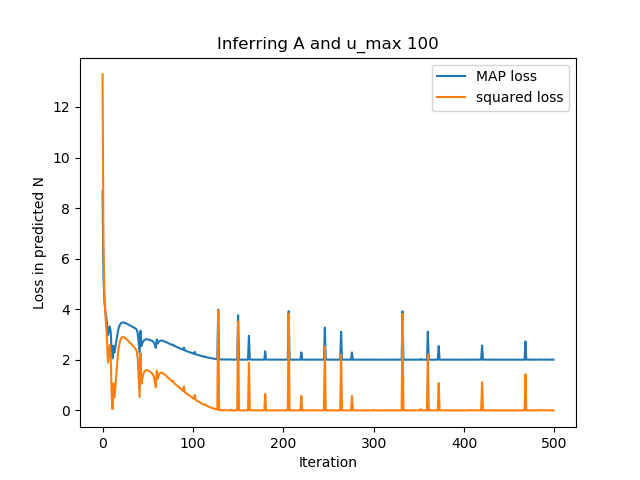 Inferring A and u_max 100
MAP loss
squared loss
Loss in predicted N
12
10
8
6
4
2
0
0 100 200 300 400 500
Iteration